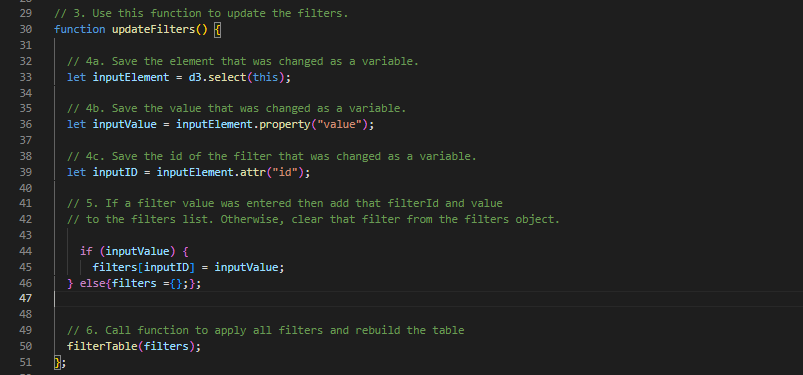 29 // 3. Use this function to update the filters.
30 function updateFilters() {
31
32 // 4a. Save the element that was changed as a variable.
33 let inputElement = d3.select(this);
34
35 // 4b. Save the value that was changed as a variable.
36 let inputValue = inputElement.property("value");
37
38 // 4c. Save the id of the filter that was changed as a variable.
39 let inputID = inputElement.attr("id");
40
41 // 5. If a filter value was entered then add that filterId and value
42 // to the filters list. Otherwise, clear that filter from the filters object.
43
44 if (inputValue) {
45 filters[inputID] = inputValue;
46 } else{filters ={};};
47
48
49 // 6. Call function to apply all filters and rebuild the table
50 filterTable(filters);
51 };